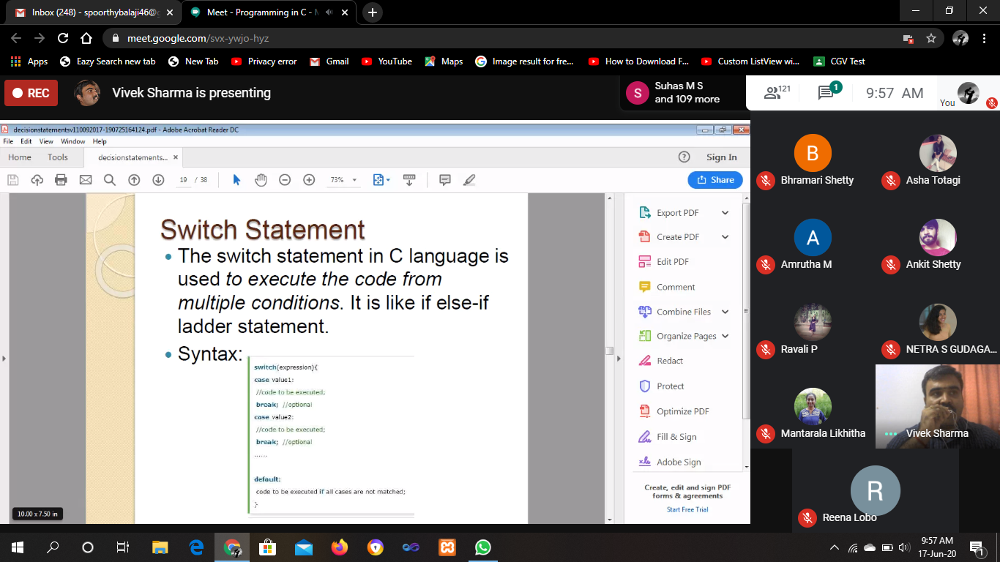 Inbox (248) - spoorthybalaji46@g
Meet - Programming in C - M
meet.google.com/svx-ywjo-hyz
Apps
Eazy Search new tab
New Tab
Privacy error
Gmail
YouTube
Maps
Image result for fre...
How to Download F...
Custom ListView wi...
CGV Test
REC
Vivek Sharma is presenting
S
Suhas M S
and 109 more
121
1
9:57 AM
You
decisionstatementsv110092017-190725164124.pdf - Adobe Acrobat Reader DC
File Edit View Window Help
Home
Tools
decisionstatements...
Sign In
19 / 38
73%
Share
Switch Statement
• The switch statement in C language is
used to execute the code from
multiple conditions. It is like if else-if
ladder statement.
• Syntax:
switch(expression){
case value1:
//code to be executed;
break; //optional
case value2:
//code to be executed;
break; //optional
......
default:
code to be executed if all cases are not matched;
}
10.00 x 7.50 in
Export PDF
Create PDF
Edit PDF
Comment
Combine Files
Organize Pages
Redact
Protect
Optimize PDF
Fill & Sign
Adobe Sign
Create, edit and sign PDF
forms & agreements
Start Free Trial
B
Bhramari Shetty
Asha Totagi
A
Amrutha M
Ankit Shetty
Ravali P
NETRA S GUDAGA...
Mantarala Likhitha
Vivek Sharma
R
Reena Lobo
9:57 AM
17-Jun-20
1